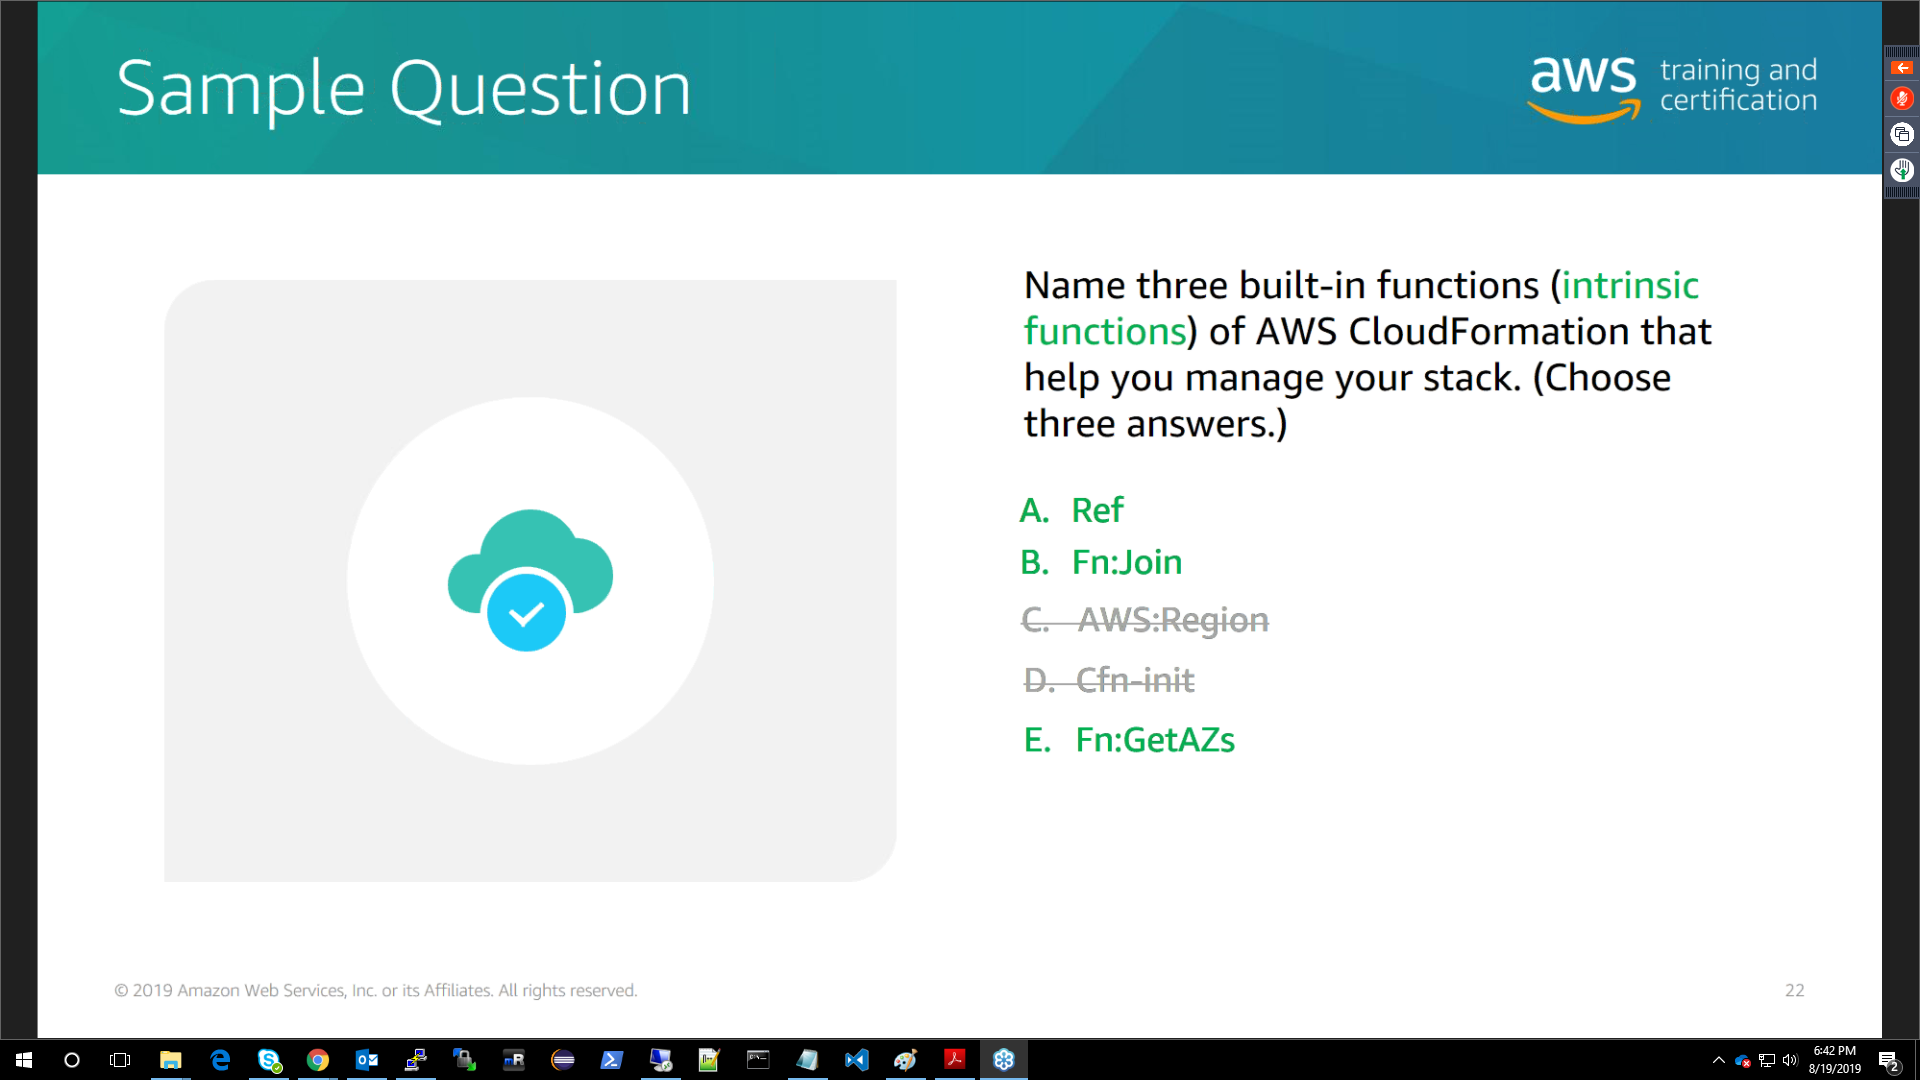 Sample Question
aws training and
certification
Name three built-in functions (intrinsic
functions) of AWS CloudFormation that
help you manage your stack. (Choose
three answers.)
A. Ref
B. Fn:Join
C. AWS:Region
D. Cfn-init
E. Fn:GetAZs
© 2019 Amazon Web Services, Inc. or its Affiliates. All rights reserved.
22
6:42 PM
8/19/2019
2